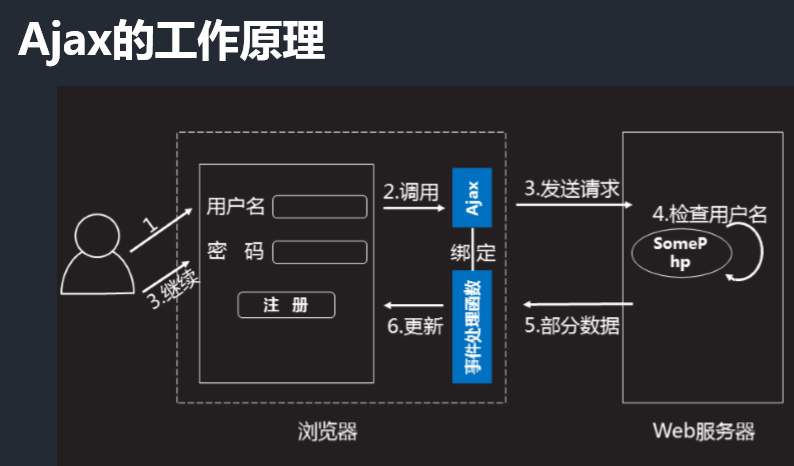 Ajax的工作原理
1
3.继续
用户名
密 码
注 册
2.调用
Ajax
绑 定
事件处理函数
6.更新
3.发送请求
5.部分数据
4.检查用户名
SomeP
hp
浏览器
Web服务器